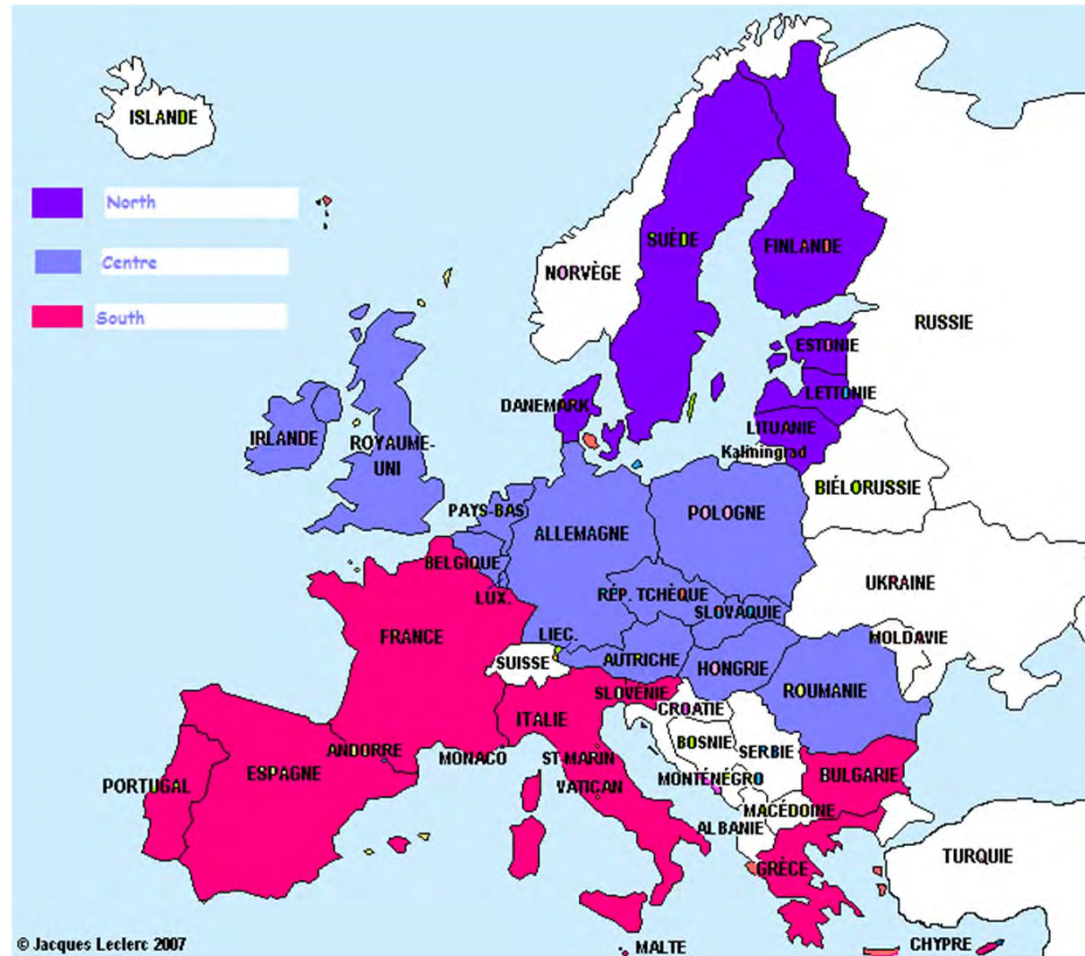 ISLANDE
North
Centre
South
SUÈDE
FINLANDE
NORVÈGE
RUSSIE
ESTONIE
LETTONIE
DANEMARK
LITUANIE
Kaliningrad
IRLANDE
ROYAUME-
UNI
BIÉLORUSSIE
PAYS-BAS
ALLEMAGNE
POLOGNE
BELGIQUE
UKRAINE
LUX.
RÉP. TCHÈQUE
SLOVAQUIE
FRANCE
LIEC.
MOLDAVIE
SUISSE
AUTRICHE
HONGRIE
ROUMANIE
SLOVÉNIE
CROATIE
ITALIE
ANDORRE
MONACO
ST-MARIN
BOSNIE
SERBIE
PORTUGAL
ESPAGNE
VATICAN
MONTÉNÉGRO
BULGARIE
MACÉDOINE
ALBANIE
GRÈCE
TURQUIE
© Jacques Leclerc 2007
MALTE
CHYPRE